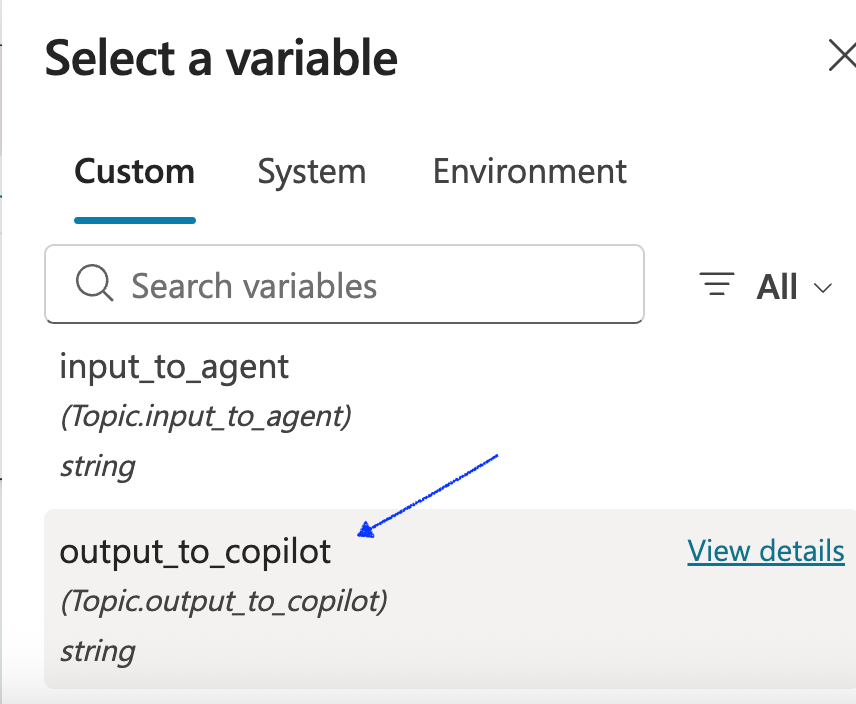 Select a variable
Custom System Environment
Search variables All
input_to_agent
(Topic.input_to_agent)
string
output_to_copilot View details
(Topic.output_to_copilot)
string